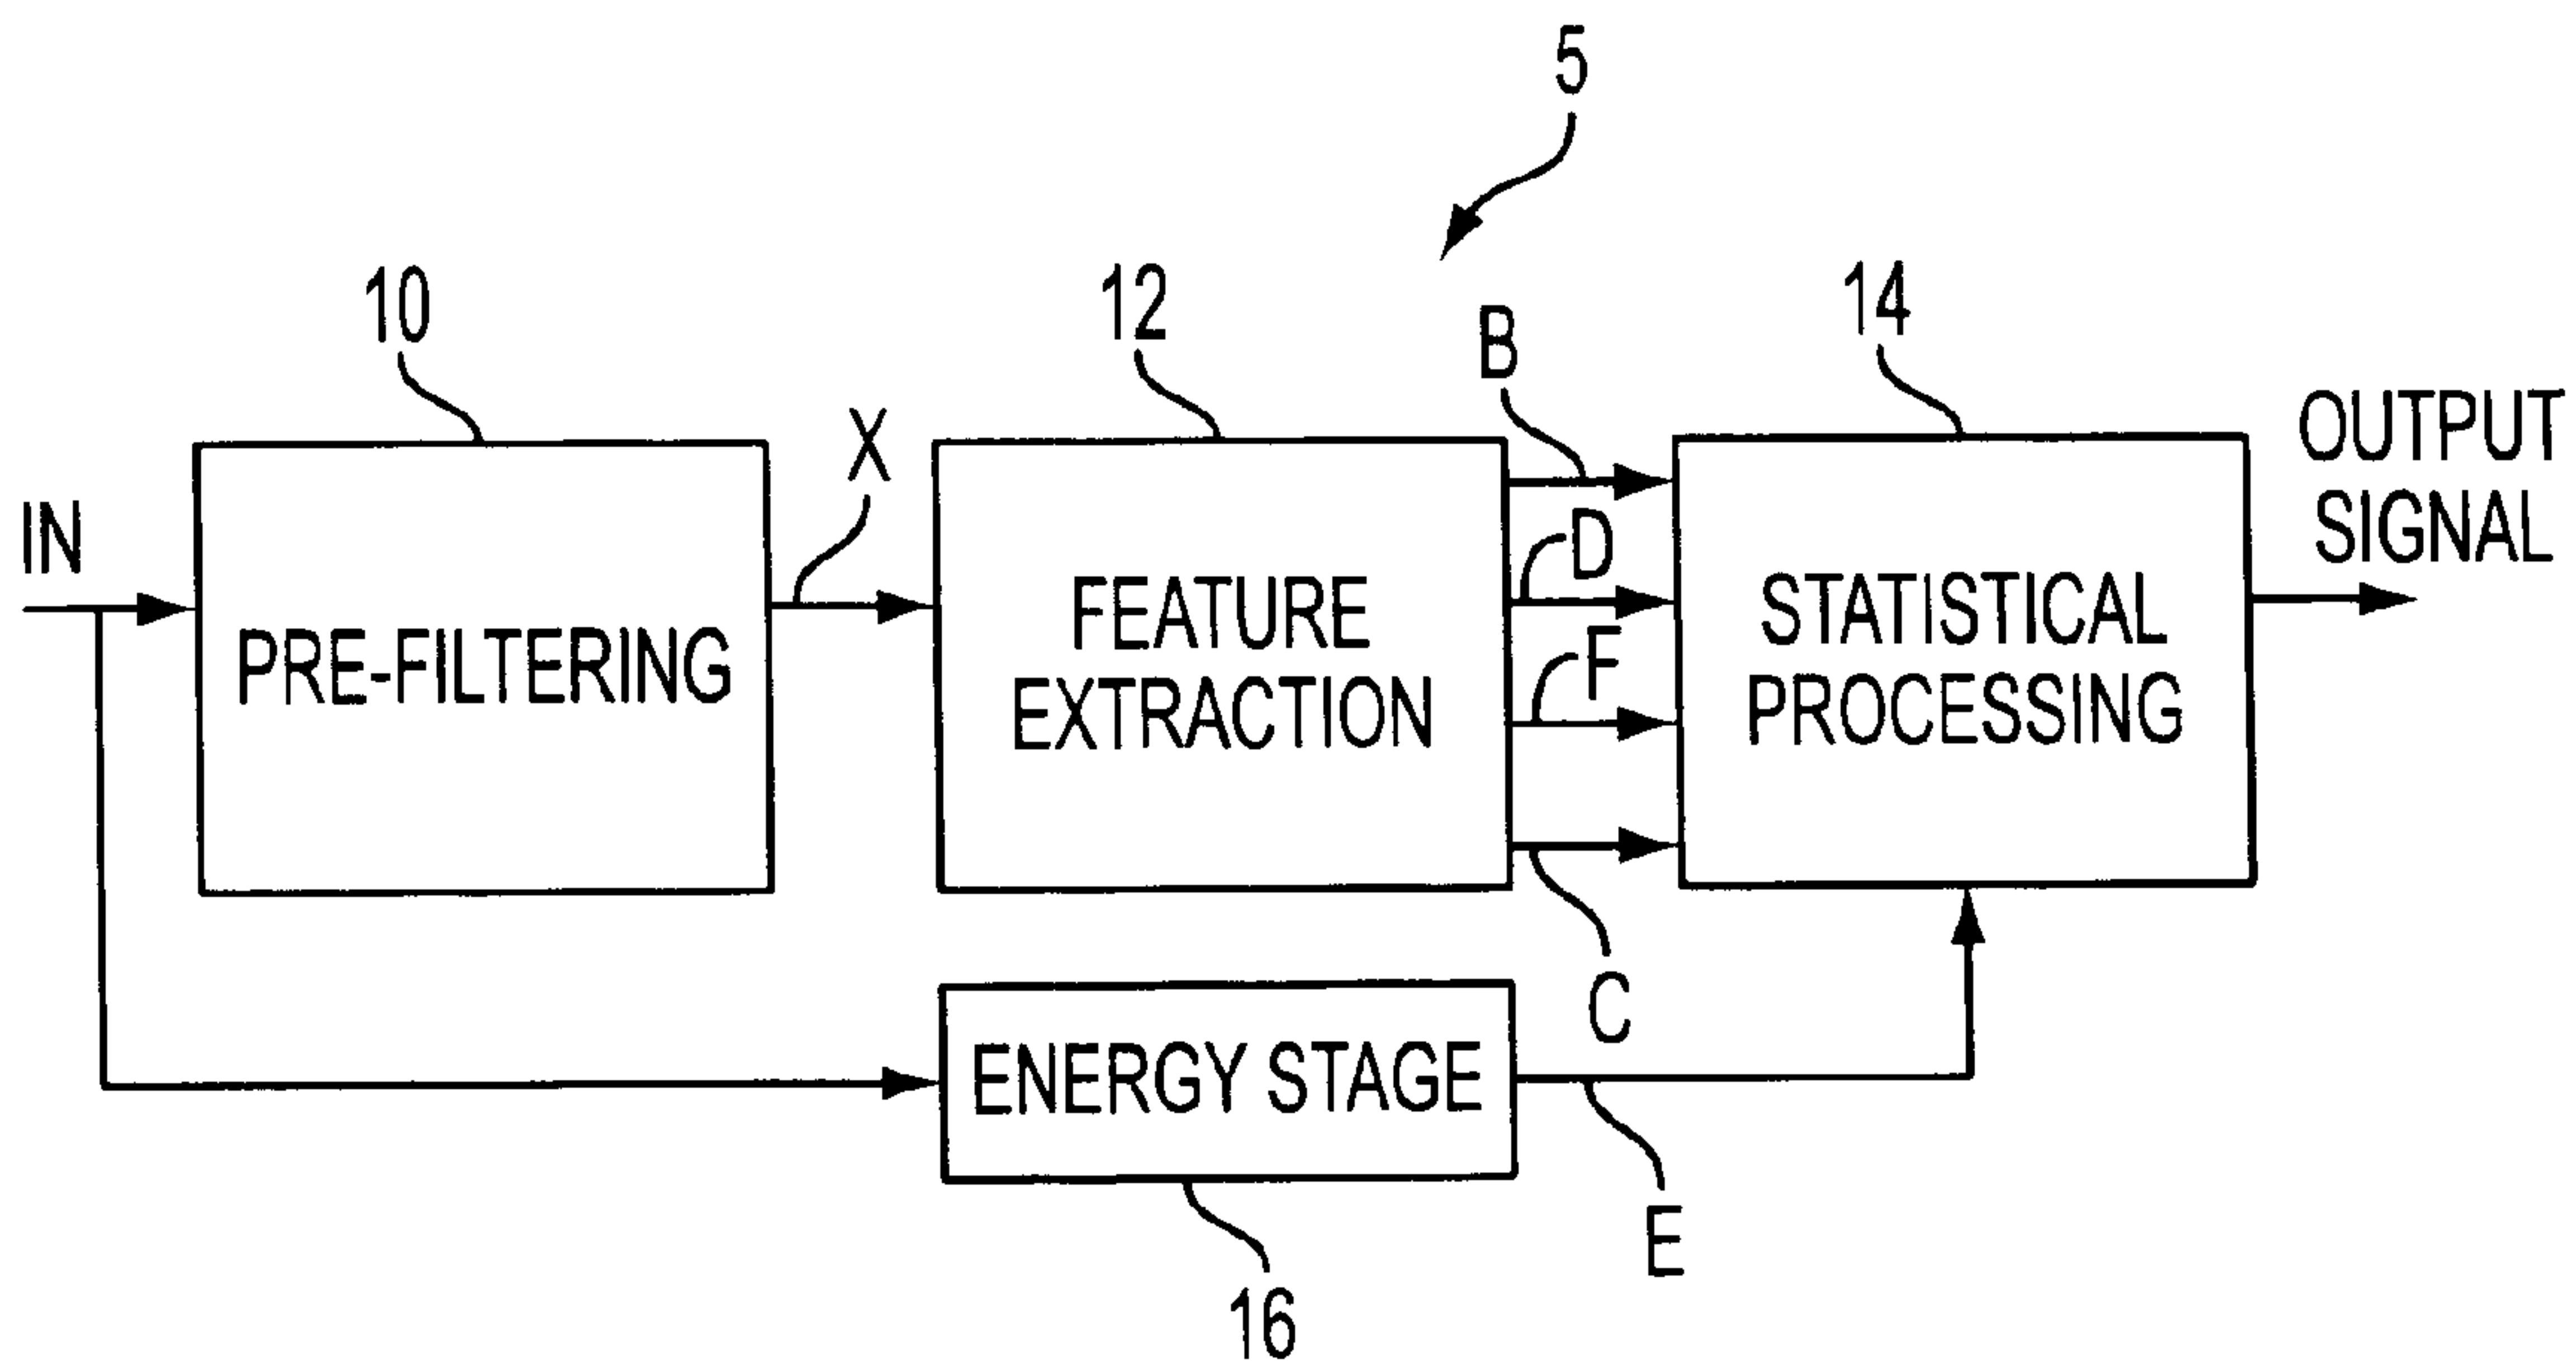 5
10
12
14
B
X
OUTPUT
SIGNAL
IN
D
PRE-FILTERING
FEATURE
EXTRACTION
F
STATISTICAL
PROCESSING
C
ENERGY STAGE
E
16